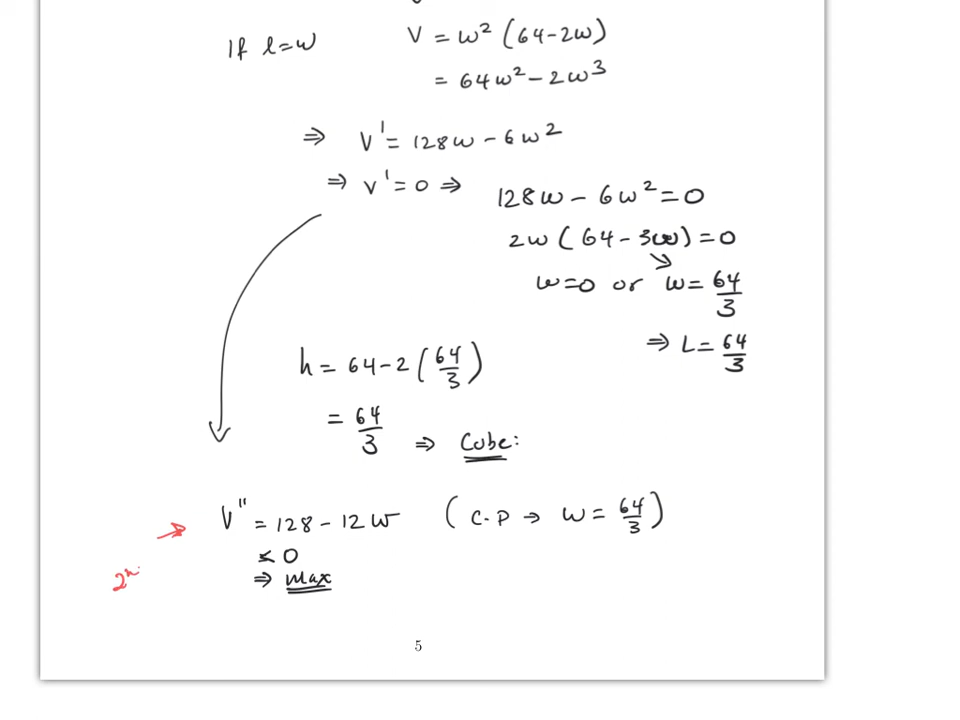 If l=w V = w² (64-2w)
= 64w² - 2w³
⇒ V' = 128w - 6w²
⇒ V' = 0 ⇒ 128w - 6w² = 0
2w (64 - 3w) = 0
w=0 or w = 64/3
⇒ L = 64/3
h = 64 - 2 (64/3)
= 64/3 ⇒ Cube:
V'' = 128 - 12w (C.P → w = 64/3)
< 0
2ⁿ
⇒ Max
5